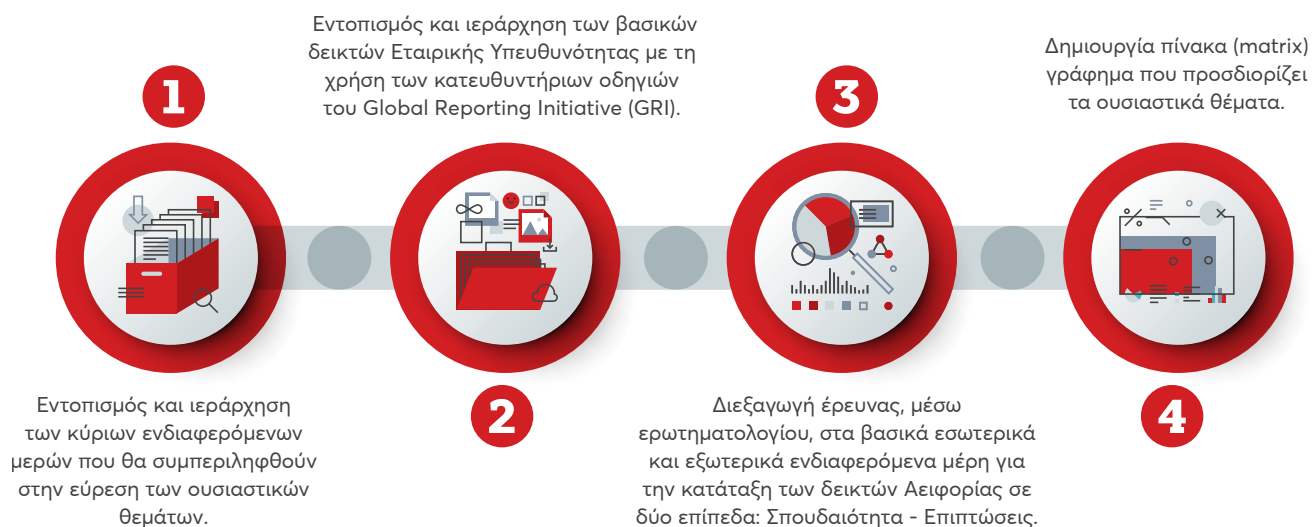 1
Εντοπισμός και ιεράρχηση
των κύριων ενδιαφερόμενων
μερών που θα συμπεριληφθούν
στην εύρεση των ουσιαστικών
θεμάτων.
Εντοπισμός και ιεράρχηση των βασικών
δεικτών Εταιρικής Υπευθυνότητας με τη
χρήση των κατευθυντήριων οδηγιών
του Global Reporting Initiative (GRI).
2
3
Διεξαγωγή έρευνας, μέσω
ερωτηματολογίου, στα βασικά εσωτερικά
και εξωτερικά ενδιαφερόμενα μέρη για
την κατάταξη των δεικτών Αειφορίας σε
δύο επίπεδα: Σπουδαιότητα - Επιπτώσεις.
Δημιουργία πίνακα (matrix)
γράφημα που προσδιορίζει
τα ουσιαστικά θέματα.
4